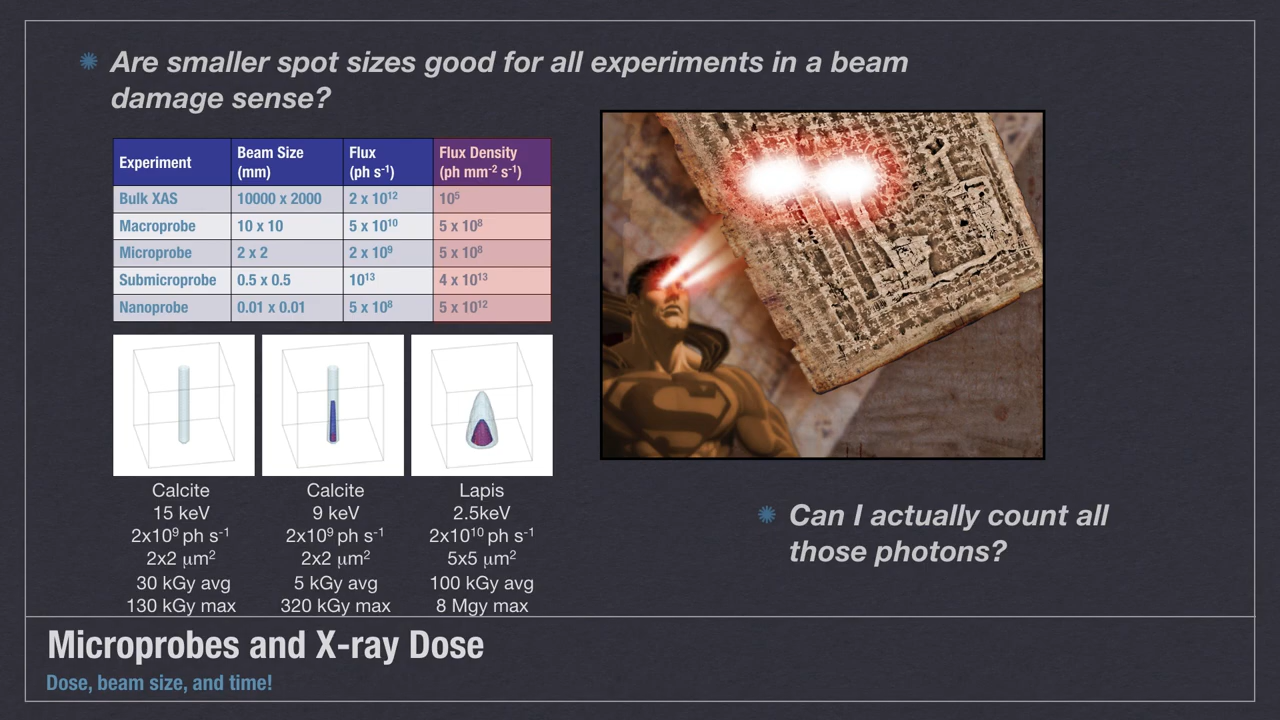 Are smaller spot sizes good for all experiments in a beam
damage sense?
Experiment Beam Size (mm) Flux (ph s⁻¹) Flux Density (ph mm⁻² s⁻¹)
Bulk XAS 10000 x 2000 2 x 10¹² 10⁵
Macroprobe 10 x 10 5 x 10¹⁰ 5 x 10⁸
Microprobe 2 x 2 2 x 10⁹ 5 x 10⁸
Submicroprobe 0.5 x 0.5 10¹³ 4 x 10¹³
Nanoprobe 0.01 x 0.01 5 x 10⁸ 5 x 10¹²
Calcite
15 keV
2x10⁹ ph s⁻¹
2x2 μm²
30 kGy avg
130 kGy max
Calcite
9 keV
2x10⁹ ph s⁻¹
2x2 μm²
5 kGy avg
320 kGy max
Lapis
2.5keV
2x10¹⁰ ph s⁻¹
5x5 μm²
100 kGy avg
8 Mgy max
Can I actually count all
those photons?
Microprobes and X-ray Dose
Dose, beam size, and time!